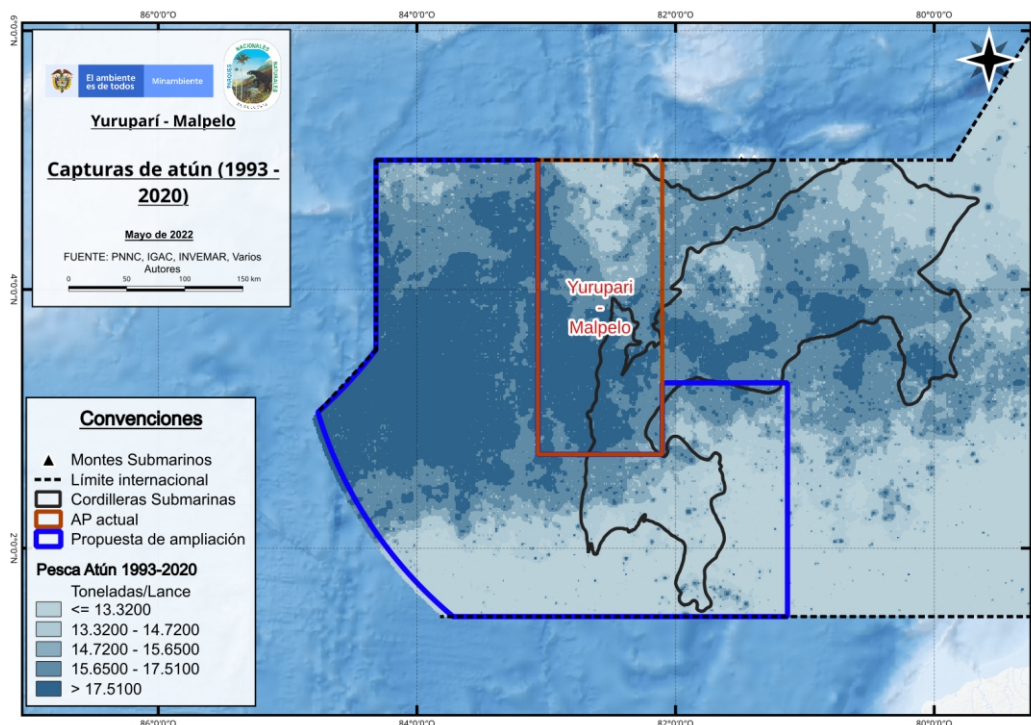 86°0'0"O 84°0'0"O 82°0'0"O 80°0'0"O
6°0'0"N
4°0'0"N
2°0'0"N
El ambiente
es de todos
Minambiente
PARQUES NACIONALES NATURALES
Yuruparí - Malpelo
Capturas de atún (1993 -
2020)
Mayo de 2022
FUENTE: PNNC, IGAC, INVEMAR, Varios
Autores
0 50 100 150 km
Yurupari
-
Malpelo
Convenciones
Montes Submarinos
Límite internacional
Cordilleras Submarinas
AP actual
Propuesta de ampliación
Pesca Atún 1993-2020
Toneladas/Lance
<= 13.3200
13.3200 - 14.7200
14.7200 - 15.6500
15.6500 - 17.5100
> 17.5100
86°0'0"O 84°0'0"O 82°0'0"O 80°0'0"O